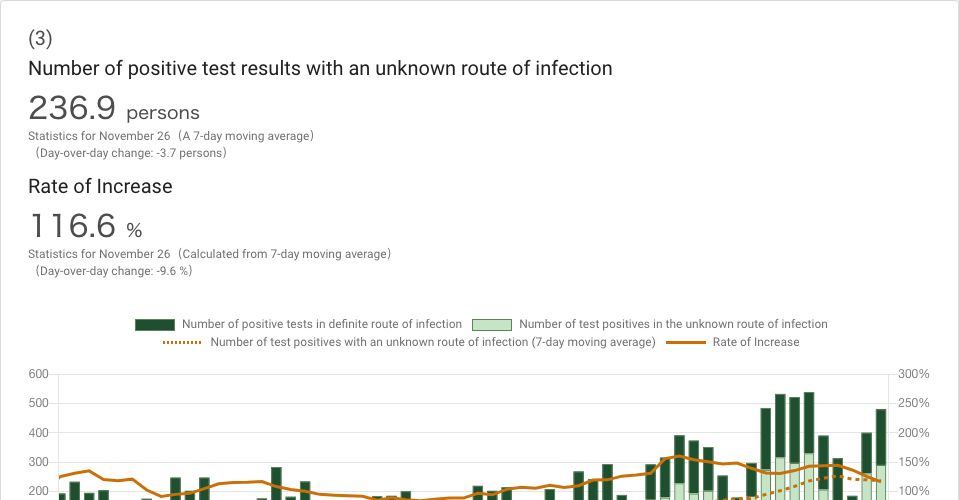 (3)
Number of positive test results with an unknown route of infection
236.9 persons
Statistics for November 26（A 7-day moving average）
（Day-over-day change: -3.7 persons）
Rate of Increase
116.6 %
Statistics for November 26（Calculated from 7-day moving average）
（Day-over-day change: -9.6 %）
Number of positive tests in definite route of infection Number of test positives in the unknown route of infection
Number of test positives with an unknown route of infection (7-day moving average) Rate of Increase
600 300%
500 250%
400 200%
300 150%
200 100%